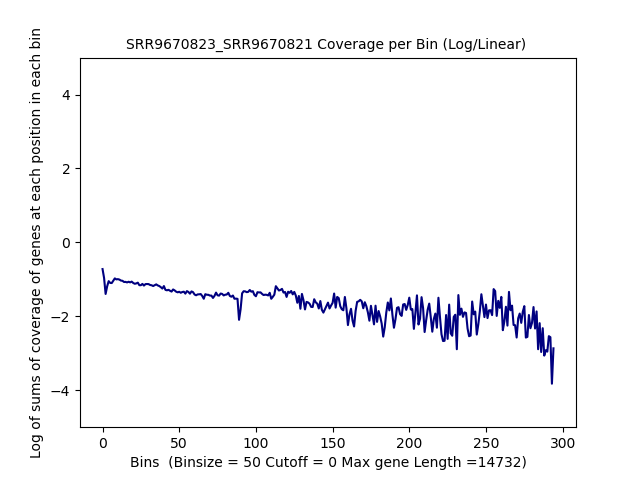 SRR9670823_SRR9670821 Coverage per Bin (Log/Linear)
Log of sums of coverage of genes at each position in each bin
4
2
0
−2
−4
0 50 100 150 200 250 300
Bins  (Binsize = 50 Cutoff = 0 Max gene Length =14732)